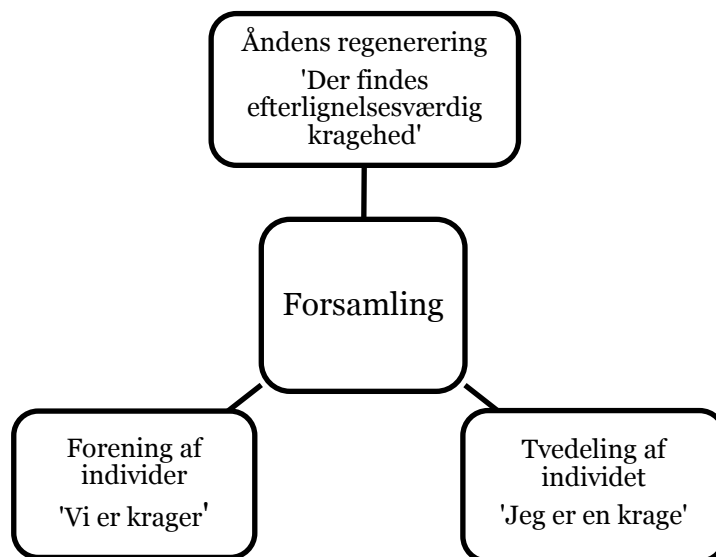 Åndens regenerering
'Der findes
efterlignelsesværdig
kragehed'
Forsamling
Forening af
individer
'Vi er krager'
Tvedeling af
individet
'Jeg er en krage'